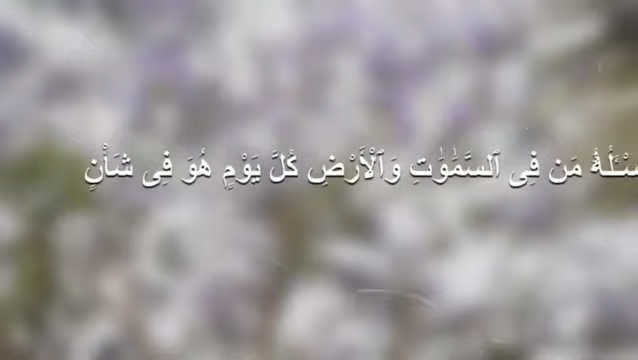 مَن فِى ٱلسَّمَٰوَٰتِ وَٱلْأَرْضِ كُلَّ يَوْمٍ هُوَ فِى شَأْنٍ